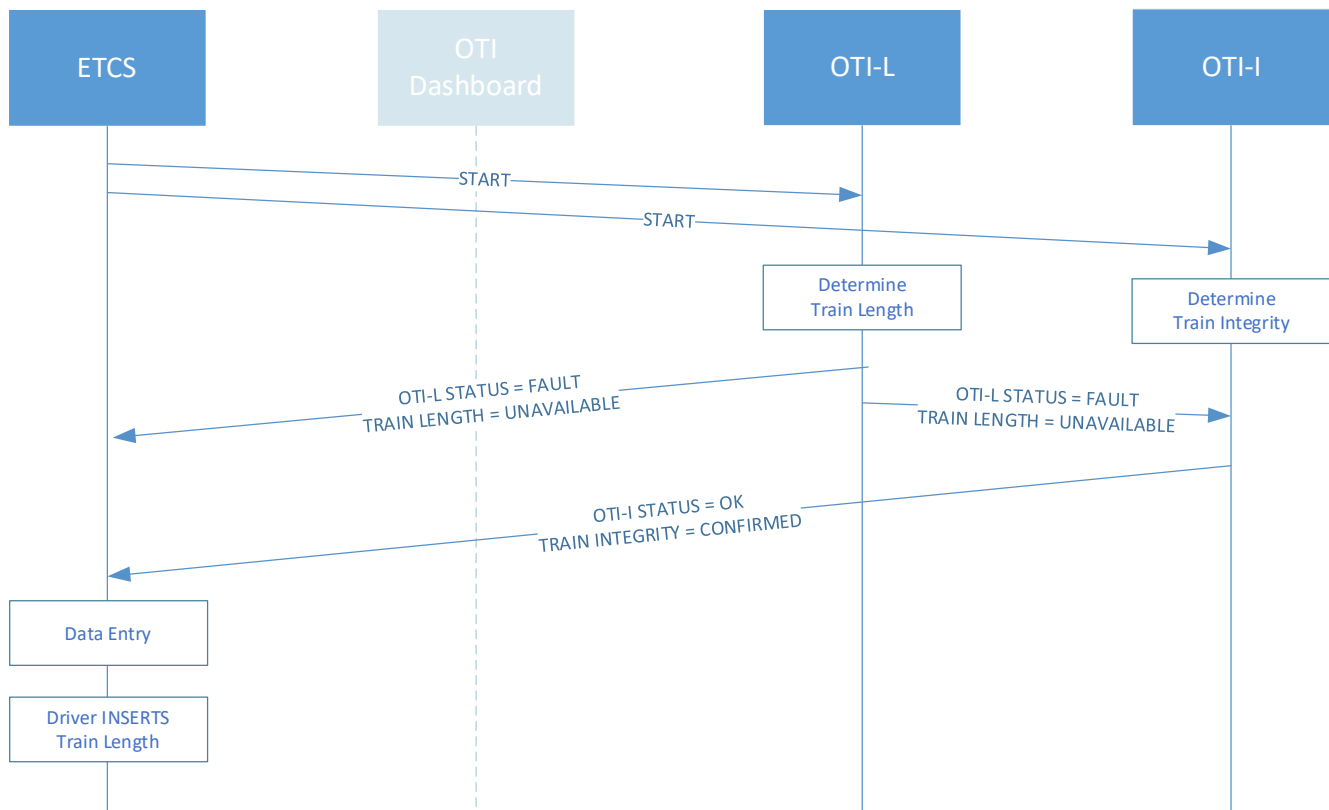 ETCS
OTI
Dashboard
OTI-L
OTI-I
START
START
Determine
Train Length
Determine
Train Integrity
OTI-L STATUS = FAULT
TRAIN LENGTH = UNAVAILABLE
OTI-L STATUS = FAULT
TRAIN LENGTH = UNAVAILABLE
OTI-I STATUS = OK
TRAIN INTEGRITY = CONFIRMED
Data Entry
Driver INSERTS
Train Length